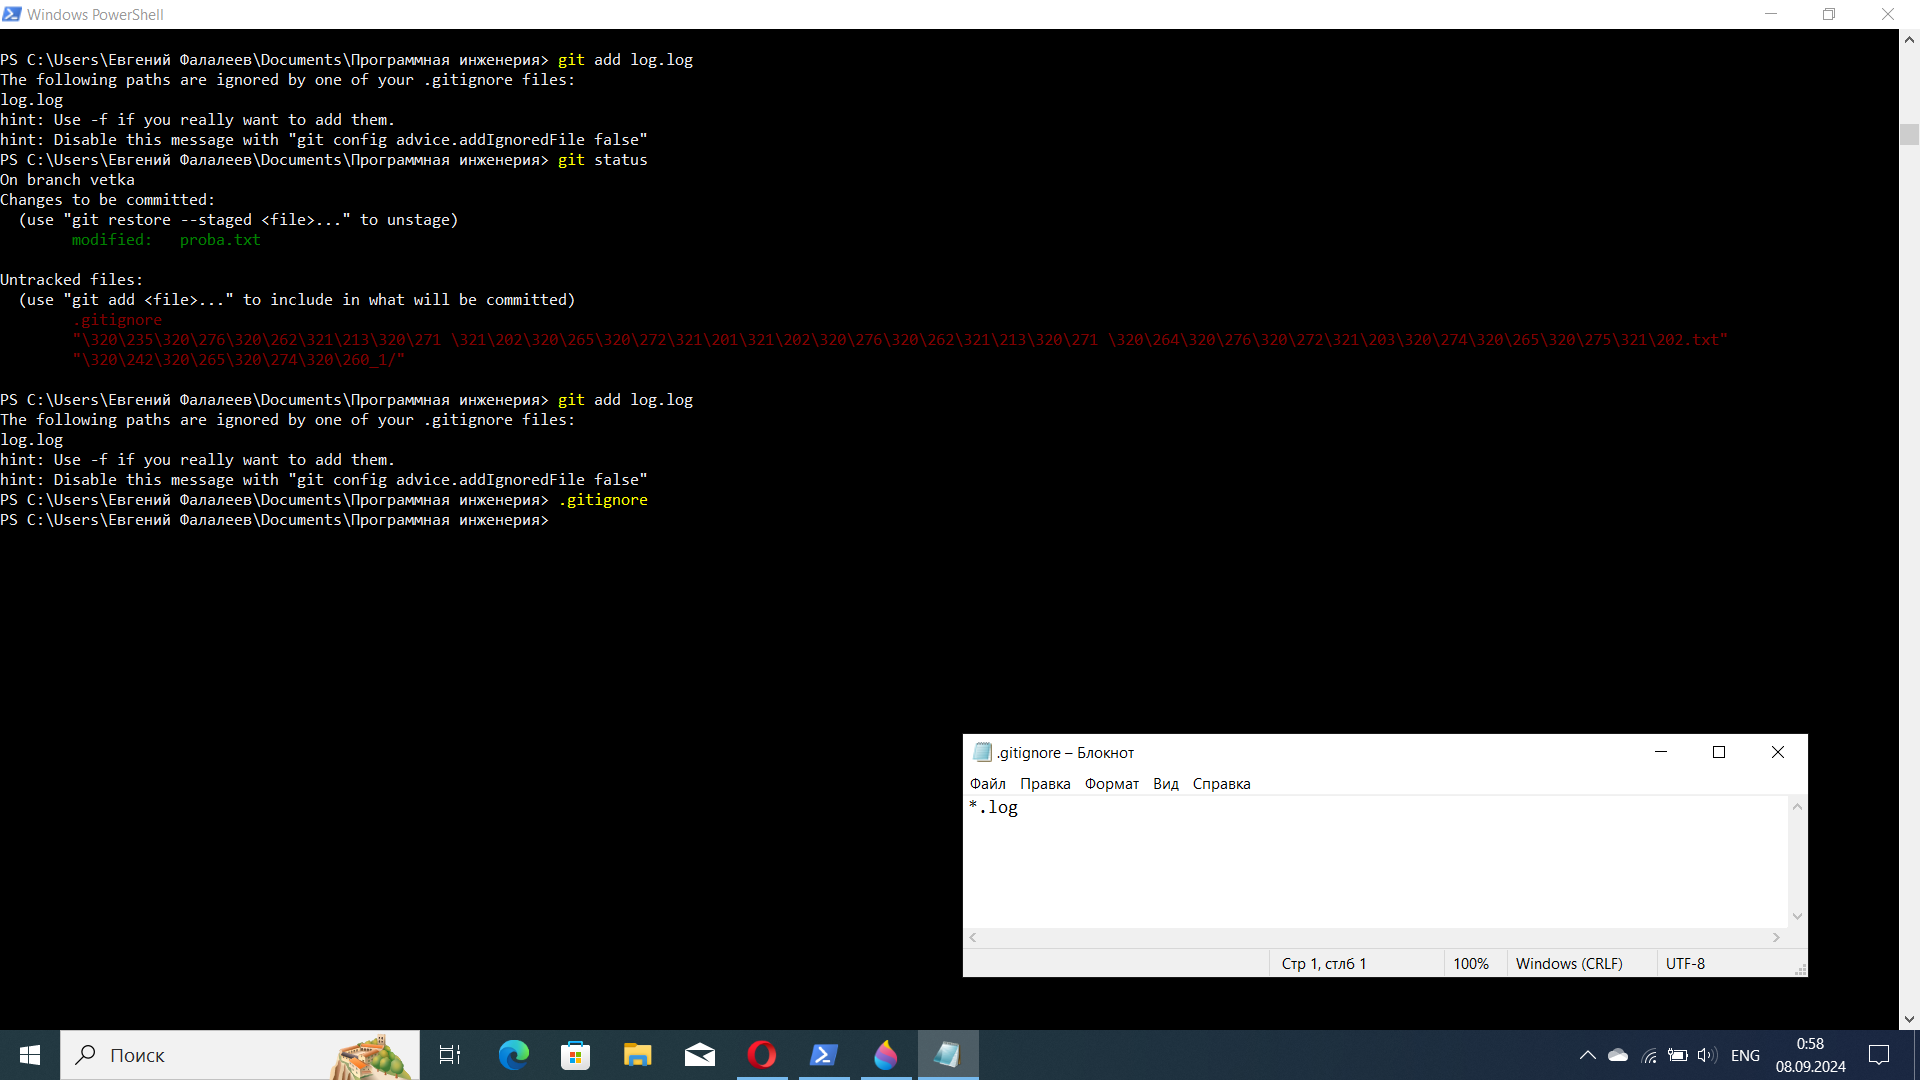 Windows PowerShell
PS C:\Users\Евгений Фалалеев\Documents\Программная инженерия> git add log.log
The following paths are ignored by one of your .gitignore files:
log.log
hint: Use -f if you really want to add them.
hint: Disable this message with "git config advice.addIgnoredFile false"
PS C:\Users\Евгений Фалалеев\Documents\Программная инженерия> git status
On branch vetka
Changes to be committed:
  (use "git restore --staged <file>..." to unstage)
        modified:   proba.txt

Untracked files:
  (use "git add <file>..." to include in what will be committed)
        .gitignore
        "\320\235\320\276\320\262\321\213\320\271 \321\202\320\265\320\272\321\201\321\202\320\276\320\262\321\213\320\271 \320\264\320\276\320\272\321\203\320\274\320\265\320\275\321\202.txt"
        "\320\242\320\265\320\274\320\260_1/"

PS C:\Users\Евгений Фалалеев\Documents\Программная инженерия> git add log.log
The following paths are ignored by one of your .gitignore files:
log.log
hint: Use -f if you really want to add them.
hint: Disable this message with "git config advice.addIgnoredFile false"
PS C:\Users\Евгений Фалалеев\Documents\Программная инженерия> .gitignore
PS C:\Users\Евгений Фалалеев\Documents\Программная инженерия>
.gitignore – Блокнот
Файл Правка Формат Вид Справка
*.log
Стр 1, стлб 1 100% Windows (CRLF) UTF-8
Поиск
ENG
0:58
08.09.2024